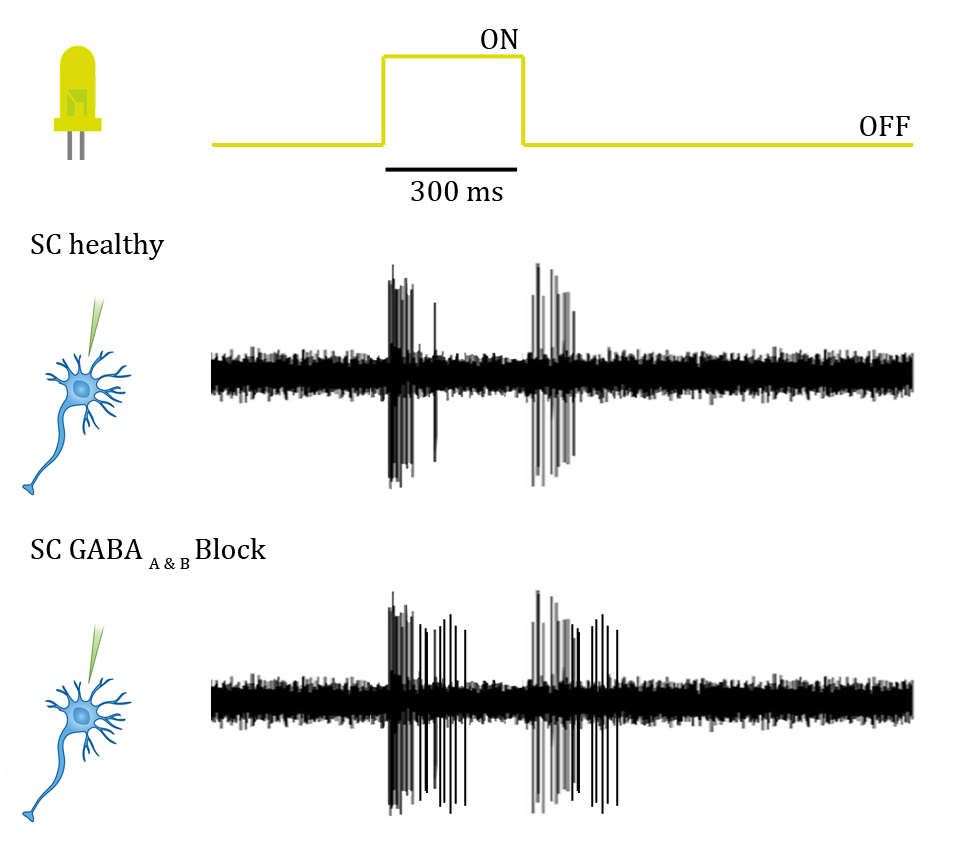 ON
OFF
300 ms
SC healthy
SC GABA A & B Block